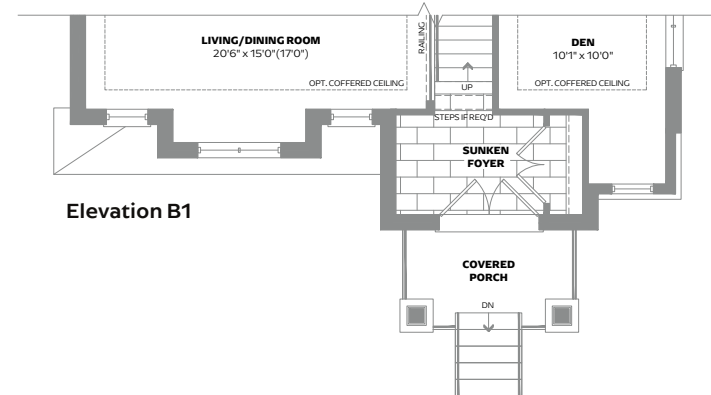 LIVING/DINING ROOM
20'6" x 15'0"(17'0")
OPT. COFFERED CEILING
RAILING
UP
STEPS IF REQ'D
DEN
10'1" x 10'0"
OPT. COFFERED CEILING
SUNKEN
FOYER
Elevation B1
COVERED
PORCH
DN